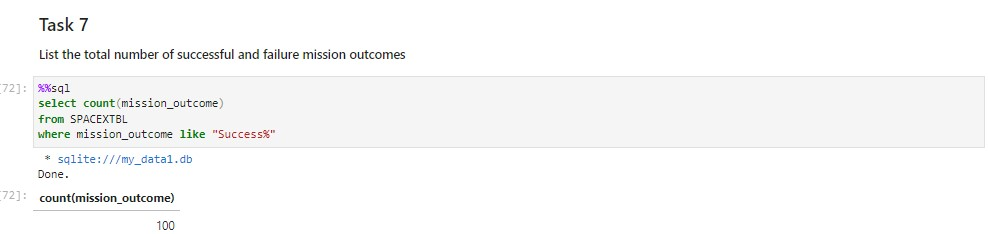 Task 7
List the total number of successful and failure mission outcomes
[72]: %%sql
select count(mission_outcome)
from SPACEXTBL
where mission_outcome like "Success%"
* sqlite:///my_data1.db
Done.
[72]: count(mission_outcome)
100